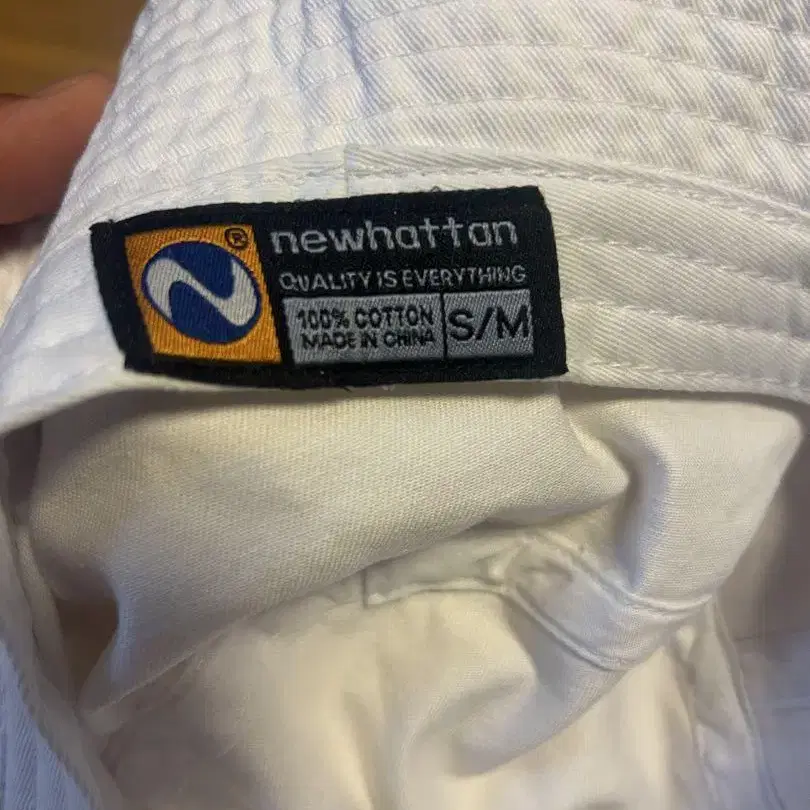 ®
newhattan
QUALITY IS EVERYTHING
100% COTTON
MADE IN CHINA
S/M